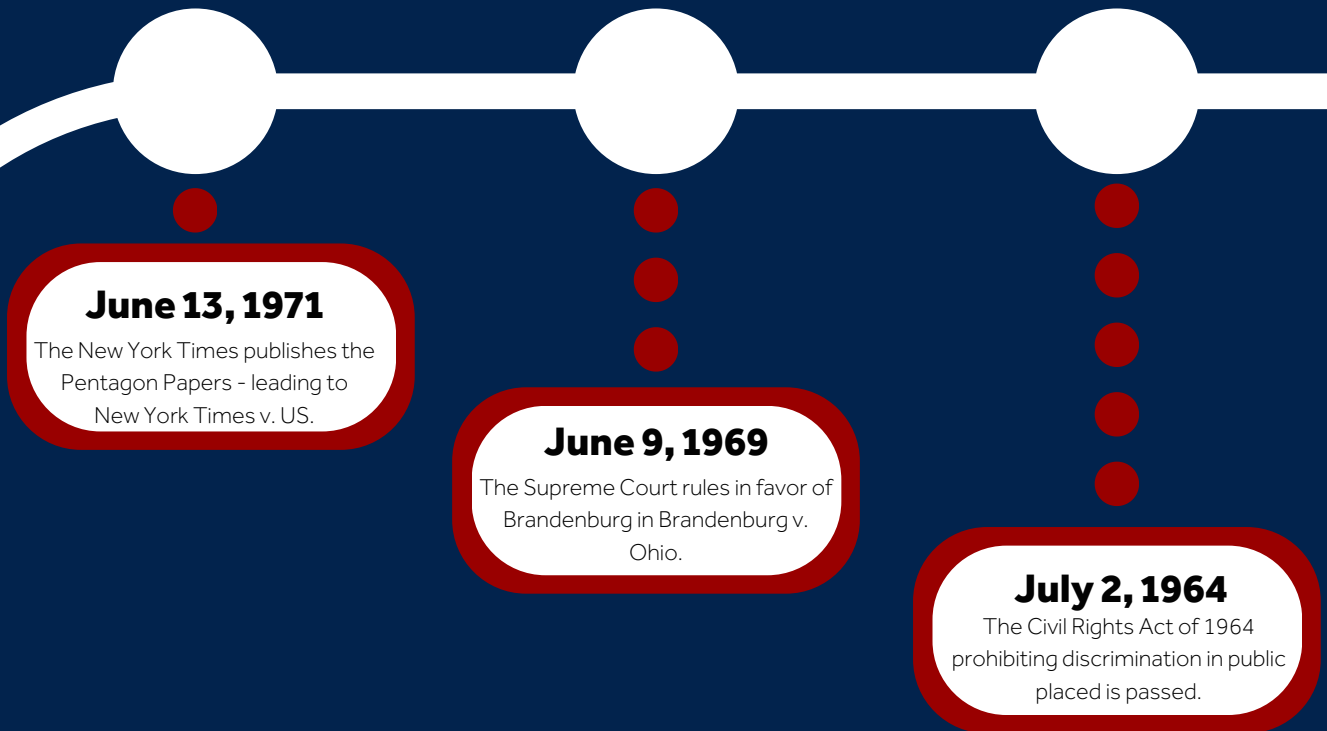 June 13, 1971
The New York Times publishes the
Pentagon Papers - leading to
New York Times v. US.
June 9, 1969
The Supreme Court rules in favor of
Brandenburg in Brandenburg v.
Ohio.
July 2, 1964
The Civil Rights Act of 1964
prohibiting discrimination in public
placed is passed.